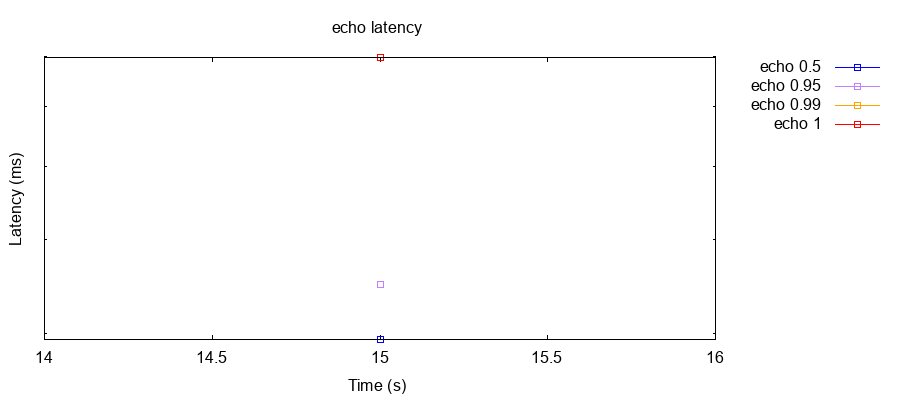 echo latency
echo 0.5
echo 0.95
echo 0.99
echo 1
Latency (ms)
14 14.5 15 15.5 16
Time (s)